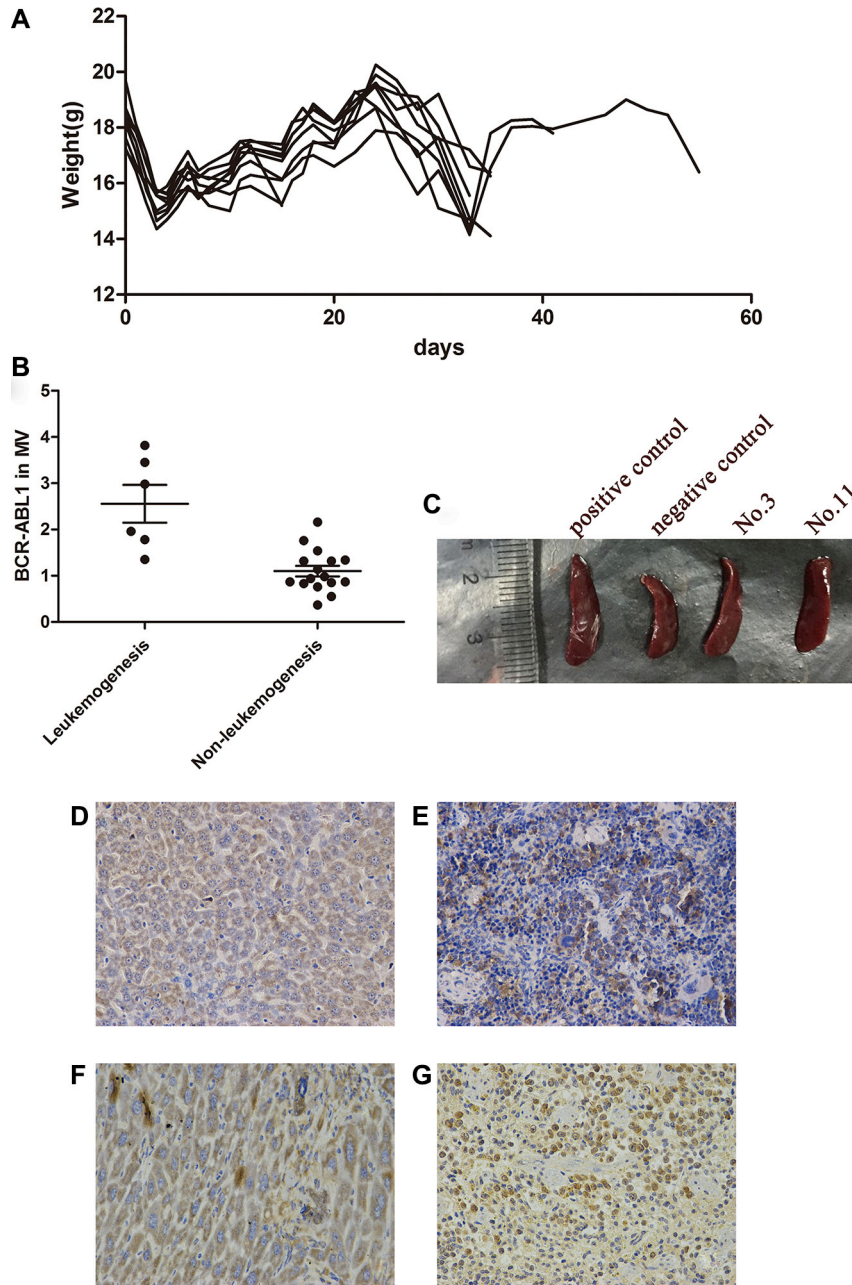 A
22
20
18
16
14
12
Weight(g)
0
20
40
60
days
B
5
4
3
2
1
0
BCR-ABL1 in MV
Leukemogenesis
Non-leukemogenesis
C
positive control
negative control
No.3
No.11
m
2
3
D
E
F
G